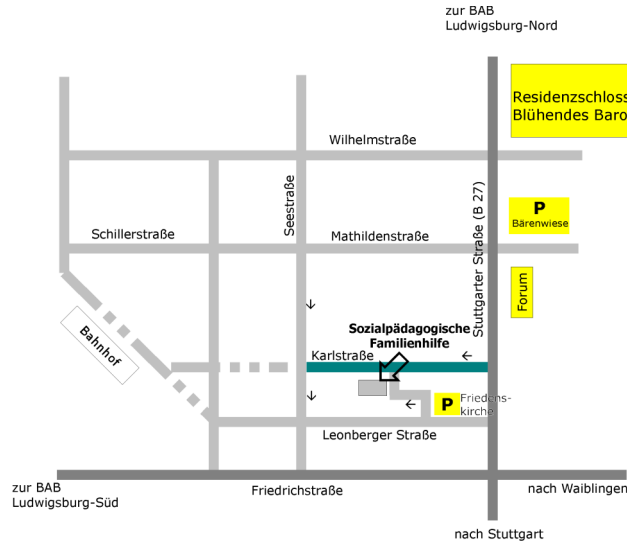 zur BAB
Ludwigsburg-Nord
Residenzschloss
Blühendes Baro
Wilhelmstraße
Seestraße
Stuttgarter Straße (B 27)
P
Bärenwiese
Schillerstraße
Mathildenstraße
Forum
Bahnhof
Sozialpädagogische
Familienhilfe
Karlstraße
P
Friedens-
kirche
Leonberger Straße
zur BAB
Ludwigsburg-Süd
Friedrichstraße
nach Waiblingen
nach Stuttgart